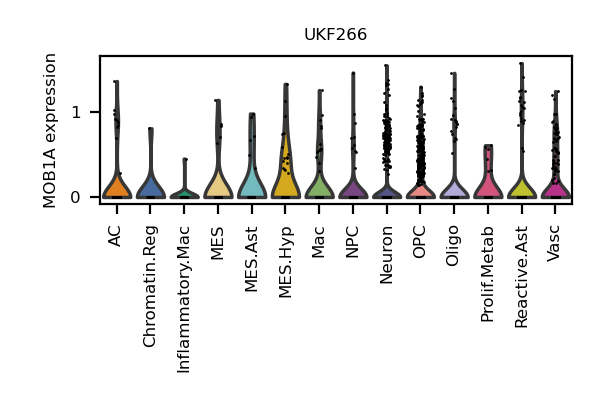 UKF266
MOB1A expression
1
0
AC
Chromatin.Reg
Inflammatory.Mac
MES
MES.Ast
MES.Hyp
Mac
NPC
Neuron
OPC
Oligo
Prolif.Metab
Reactive.Ast
Vasc